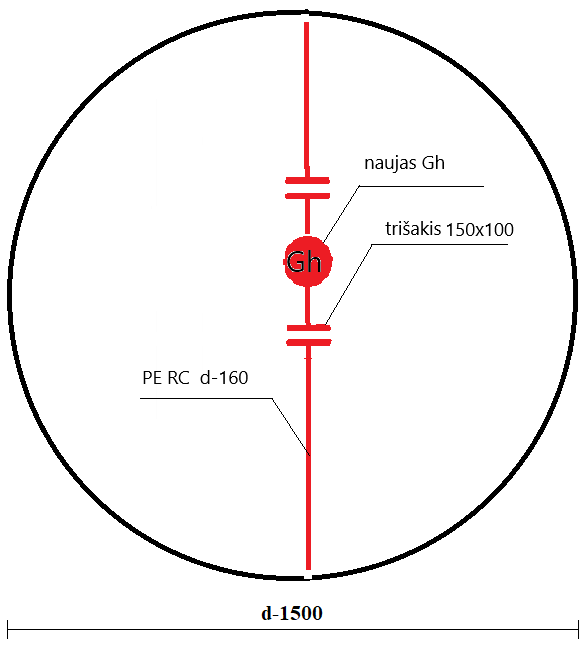 naujas Gh
trišakis 150x100
Gh
PE RC d-160
d-1500